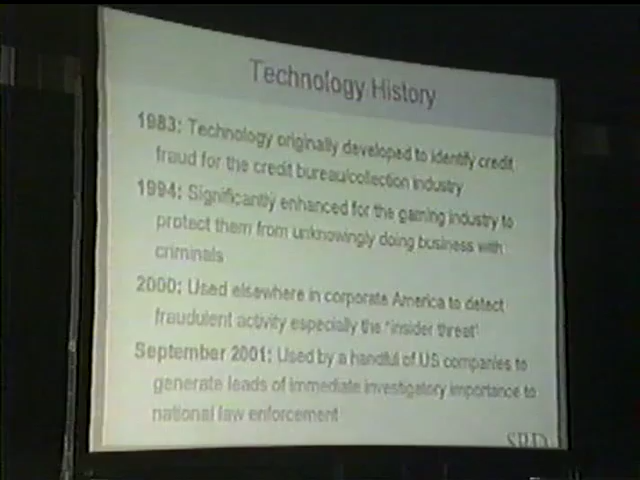 Technology History
1983: Technology originally developed to identify credit
fraud for the credit bureau/collection industry
1994: Significantly enhanced for the gaming industry to
protect them from unknowingly doing business with
criminals
2000: Used elsewhere in corporate America to detect
fraudulent activity especially the "insider threat"
September 2001: Used by a handful of US companies to
generate leads of immediate investigatory importance to
national law enforcement
SRD